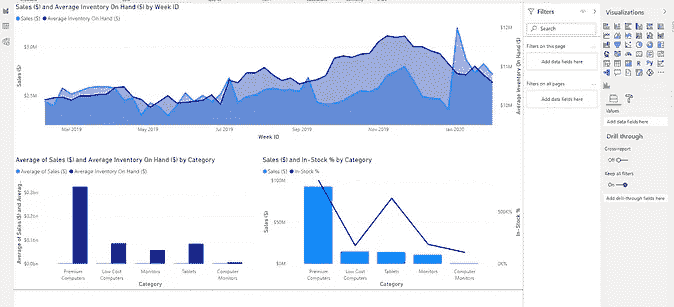 Sales ($) and Average Inventory On Hand ($) by Week ID
Sales ($) Average Inventory On Hand ($)
Sales ($)
$3.0M
$2.5M
Average Inventory On Hand ($)
$12M
$10M
Mar 2019 May 2019 Jul 2019 Sep 2019 Nov 2019 Jan 2020
Week ID
Average of Sales ($) and Average Inventory On Hand ($) by Category
Average of Sales ($) Average Inventory On Hand ($)
Average of Sales ($) and Averag...
$0.2bn
$0.1bn
$0.0bn
Premium Computers
Low Cost Computers
Monitors
Tablets
Computer Monitors
Category
Sales ($) and In-Stock % by Category
Sales ($) In-Stock %
Sales ($)
$100M
$50M
$0M
In-Stock %
500K%
0K%
Premium Computers
Low Cost Computers
Tablets
Monitors
Computer Monitors
Category
Filters
Search
Filters on this page
Add data fields here
Filters on all pages
Add data fields here
Visualizations
Values
Add data fields here
Drill through
Cross-report
Off
Keep all filters
On
Add drill-through fields here